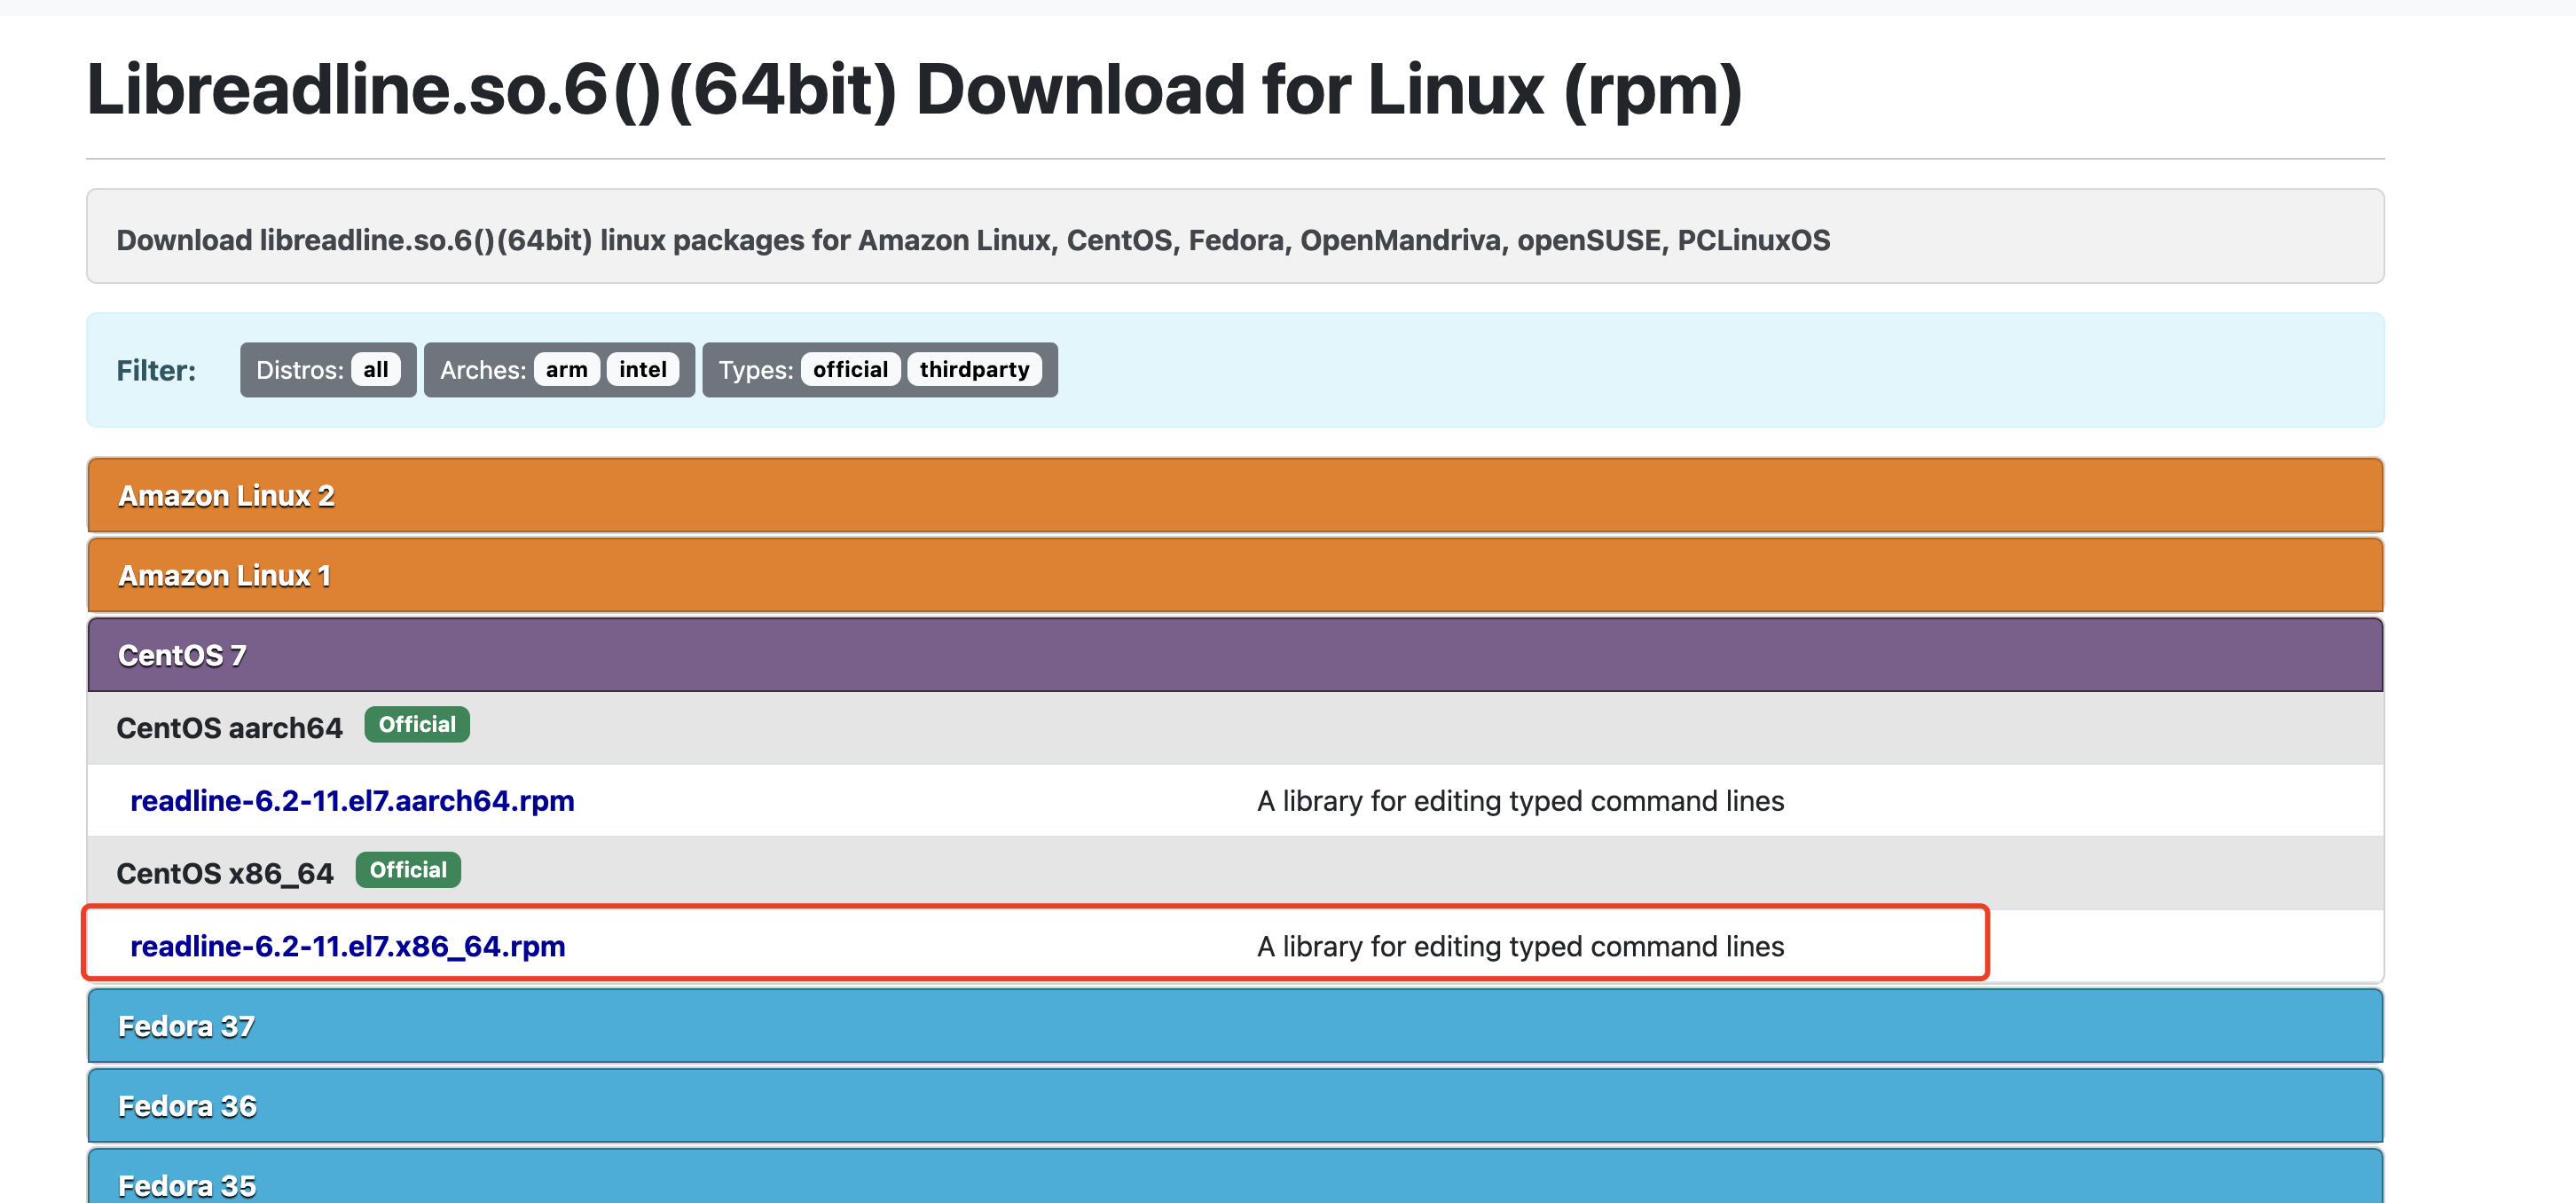 Libreadline.so.6()(64bit) Download for Linux (rpm)
Download libreadline.so.6()(64bit) linux packages for Amazon Linux, CentOS, Fedora, OpenMandriva, openSUSE, PCLinuxOS
Filter: Distros: all Arches: arm intel Types: official thirdparty
Amazon Linux 2
Amazon Linux 1
CentOS 7
CentOS aarch64 Official
readline-6.2-11.el7.aarch64.rpm A library for editing typed command lines
CentOS x86_64 Official
readline-6.2-11.el7.x86_64.rpm A library for editing typed command lines
Fedora 37
Fedora 36
Fedora 35